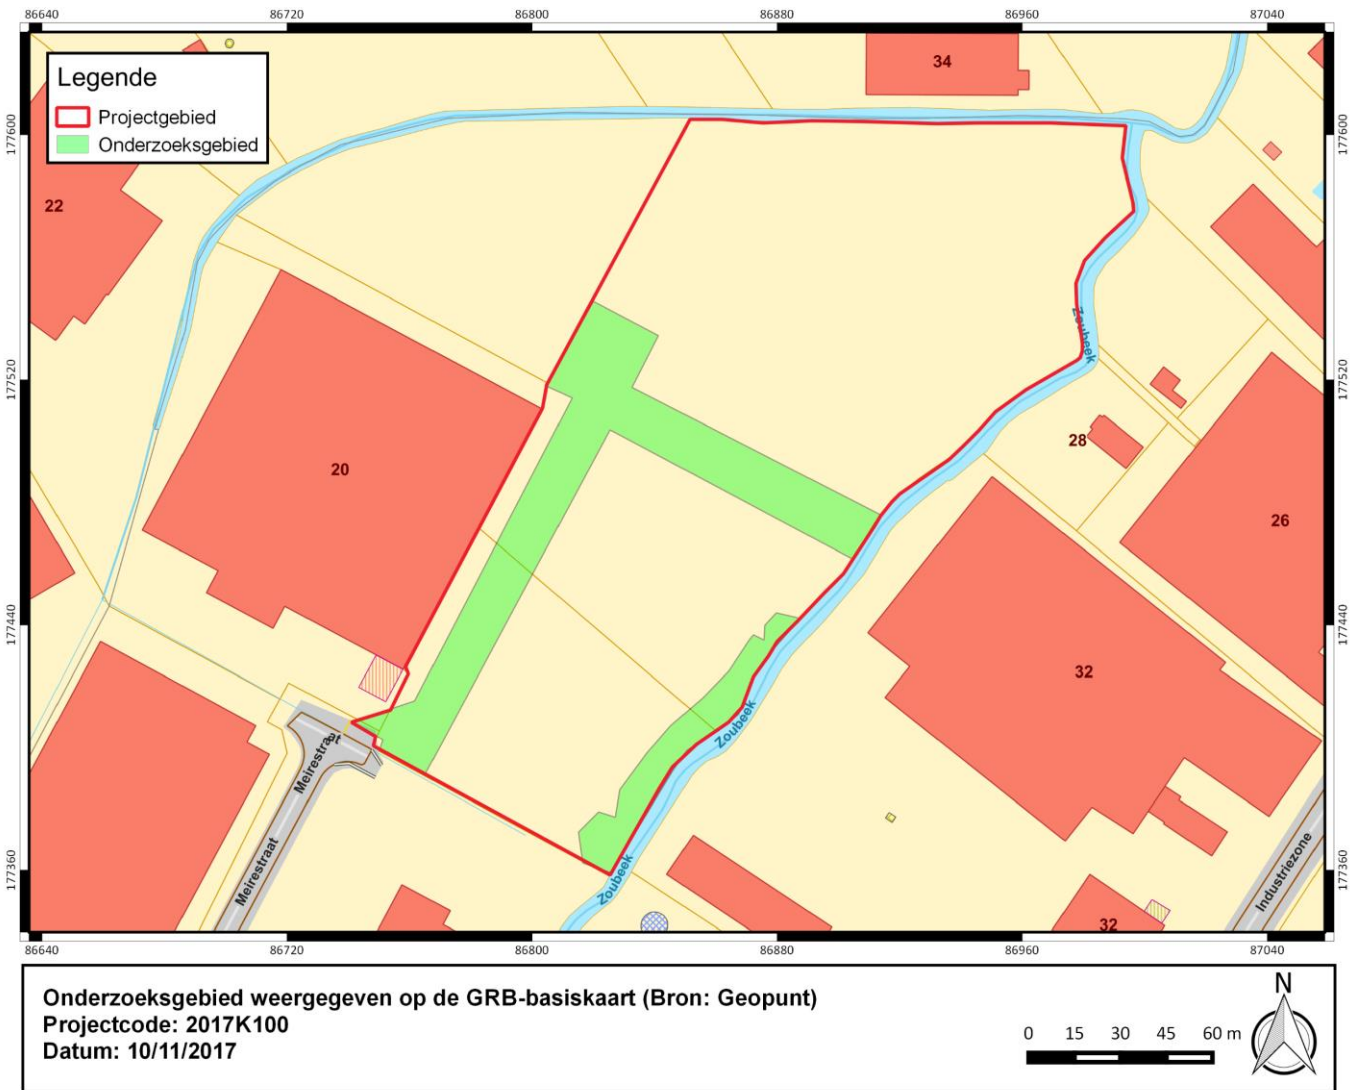 86640 86720 86800 86880 86960 87040
Legende
Projectgebied
Onderzoeksgebied
34
177600
177600
22
Zoubeek
177520
177520
28
20
26
177440
177440
32
Zoubeek
Meirestraat
Meirestraat
Industriezone
177360
177360
Zoubeek
32
86640 86720 86800 86880 86960 87040
Onderzoeksgebied weergegeven op de GRB-basiskaart (Bron: Geopunt)
Projectcode: 2017K100
Datum: 10/11/2017
0 15 30 45 60 m
N